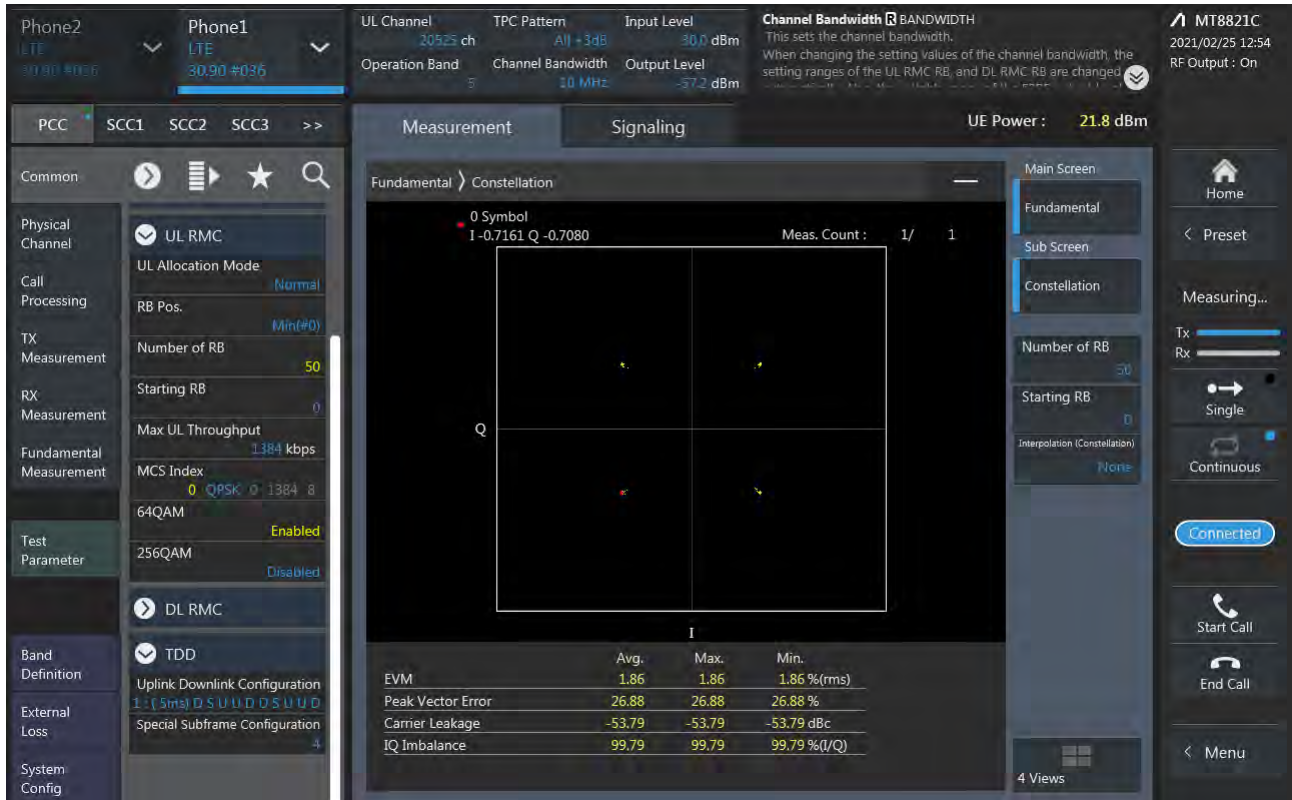 Phone2
LTE
30.90 #036
Phone1
LTE
30.90 #036
UL Channel
20525 ch
Operation Band
5
TPC Pattern
All +3dB
Channel Bandwidth
10 MHz
Input Level
30.0 dBm
Output Level
-57.2 dBm
Channel Bandwidth R BANDWIDTH
This sets the channel bandwidth.
When changing the setting values of the channel bandwidth, the
setting ranges of the UL RMC RB, and DL RMC RB are changed
MT8821C
2021/02/25 12:54
RF Output : On
PCC SCC1 SCC2 SCC3 >>
Measurement
Signaling
UE Power : 21.8 dBm
Common
Physical
Channel
Call
Processing
TX
Measurement
RX
Measurement
Fundamental
Measurement
Test
Parameter
Band
Definition
External
Loss
System
Config
UL RMC
UL Allocation Mode
Normal
RB Pos.
Min(#0)
Number of RB
50
Starting RB
0
Max UL Throughput
1384 kbps
MCS Index
0 QPSK 0 1384 8
64QAM
Enabled
256QAM
Disabled
DL RMC
TDD
Uplink Downlink Configuration
1 : ( 5ms) D S U U D D S U U D
Special Subframe Configuration
4
Fundamental 〉 Constellation
0 Symbol
I -0.7161 Q -0.7080
Meas. Count : 1/ 1
Q
I
Avg. Max. Min.
EVM 1.86 1.86 1.86 %(rms)
Peak Vector Error 26.88 26.88 26.88 %
Carrier Leakage -53.79 -53.79 -53.79 dBc
IQ Imbalance 99.79 99.79 99.79 %(I/Q)
Main Screen
Fundamental
Sub Screen
Constellation
Number of RB
50
Starting RB
0
Interpolation (Constellation)
None
4 Views
Home
< Preset
Measuring...
Tx
Rx
Single
Continuous
Connected
Start Call
End Call
< Menu